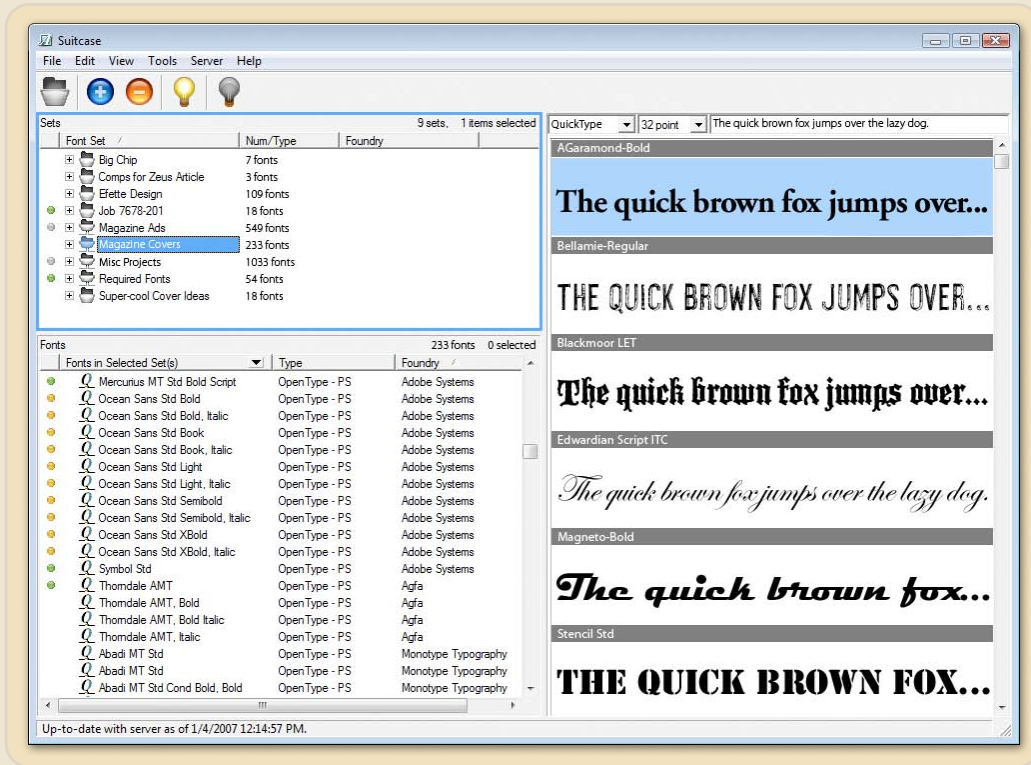 Suitcase
File Edit View Tools Server Help
Sets 9 sets, 1 items selected
Font Set Num/Type Foundry
Big Chip 7 fonts
Comps for Zeus Article 3 fonts
Efette Design 109 fonts
Job 7678-201 18 fonts
Magazine Ads 549 fonts
Magazine Covers 233 fonts
Misc Projects 1033 fonts
Required Fonts 54 fonts
Super-cool Cover Ideas 18 fonts
Fonts 233 fonts 0 selected
Fonts in Selected Set(s) Type Foundry
Mercurius MT Std Bold Script OpenType - PS Adobe Systems
Ocean Sans Std Bold OpenType - PS Adobe Systems
Ocean Sans Std Bold, Italic OpenType - PS Adobe Systems
Ocean Sans Std Book OpenType - PS Adobe Systems
Ocean Sans Std Book, Italic OpenType - PS Adobe Systems
Ocean Sans Std Light OpenType - PS Adobe Systems
Ocean Sans Std Light, Italic OpenType - PS Adobe Systems
Ocean Sans Std Semibold OpenType - PS Adobe Systems
Ocean Sans Std Semibold, Italic OpenType - PS Adobe Systems
Ocean Sans Std XBold OpenType - PS Adobe Systems
Ocean Sans Std XBold, Italic OpenType - PS Adobe Systems
Symbol Std OpenType - PS Adobe Systems
Thorndale AMT OpenType - PS Agfa
Thorndale AMT, Bold OpenType - PS Agfa
Thorndale AMT, Bold Italic OpenType - PS Agfa
Thorndale AMT, Italic OpenType - PS Agfa
Abadi MT Std OpenType - PS Monotype Typography
Abadi MT Std OpenType - PS Monotype Typography
Abadi MT Std Cond Bold, Bold OpenType - PS Monotype Typography
QuickType 32 point The quick brown fox jumps over the lazy dog.
AGaramond-Bold
The quick brown fox jumps over...
Bellamie-Regular
THE QUICK BROWN FOX JUMPS OVER...
Blackmoor LET
The quick brown fox jumps over...
Edwardian Script ITC
The quick brown fox jumps over the lazy dog.
Magneto-Bold
The quick brown fox...
Stencil Std
THE QUICK BROWN FOX...
Up-to-date with server as of 1/4/2007 12:14:57 PM.